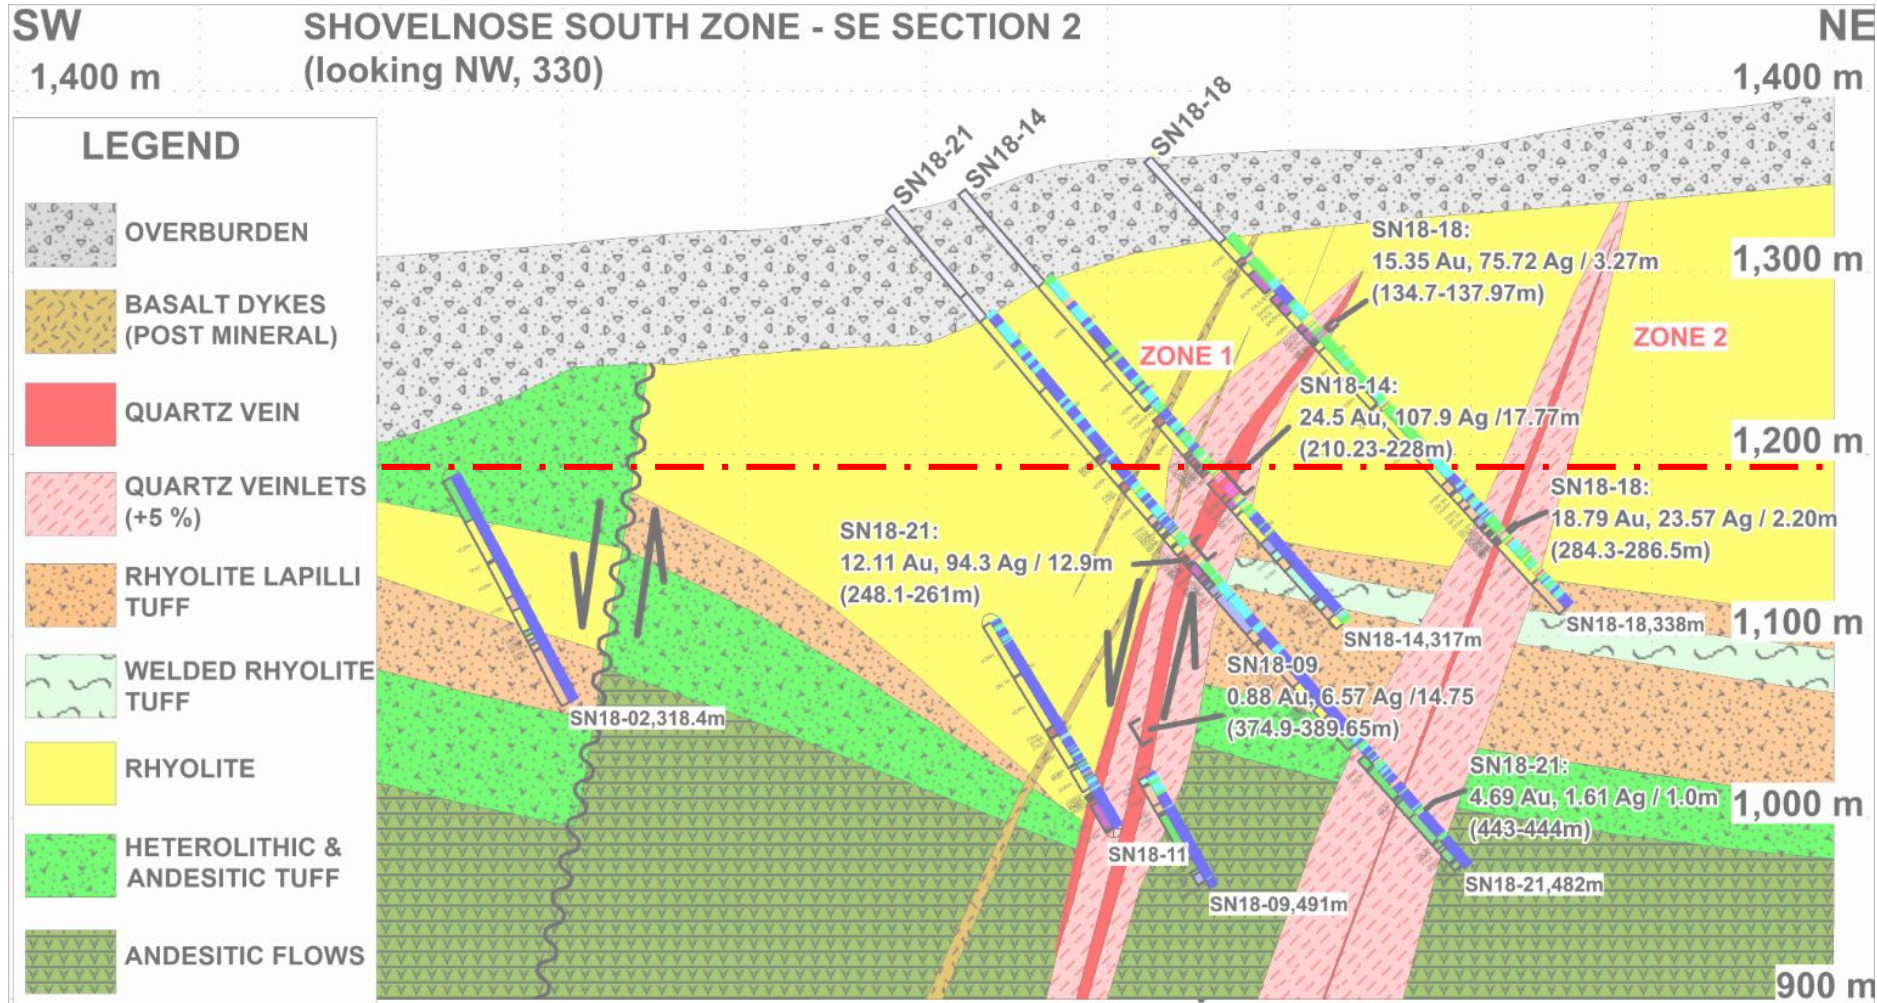 SW
SHOVELNOSE SOUTH ZONE - SE SECTION 2
NE
1,400 m
(looking NW, 330)
1,400 m
LEGEND
OVERBURDEN
BASALT DYKES
(POST MINERAL)
QUARTZ VEIN
QUARTZ VEINLETS
(+5 %)
RHYOLITE LAPILLI
TUFF
WELDED RHYOLITE
TUFF
RHYOLITE
HETEROLITHIC &
ANDESITIC TUFF
ANDESITIC FLOWS
SN18-21
SN18-14
SN18-18
SN18-18:
15.35 Au, 75.72 Ag / 3.27m
(134.7-137.97m)
1,300 m
ZONE 1
ZONE 2
SN18-14:
24.5 Au, 107.9 Ag /17.77m
(210.23-228m)
1,200 m
SN18-18:
18.79 Au, 23.57 Ag / 2.20m
(284.3-286.5m)
SN18-21:
12.11 Au, 94.3 Ag / 12.9m
(248.1-261m)
SN18-14,317m
SN18-18,338m
1,100 m
SN18-09
0.88 Au, 6.57 Ag /14.75
(374.9-389.65m)
SN18-02,318.4m
SN18-21:
4.69 Au, 1.61 Ag / 1.0m
(443-444m)
1,000 m
SN18-11
SN18-09,491m
SN18-21,482m
900 m